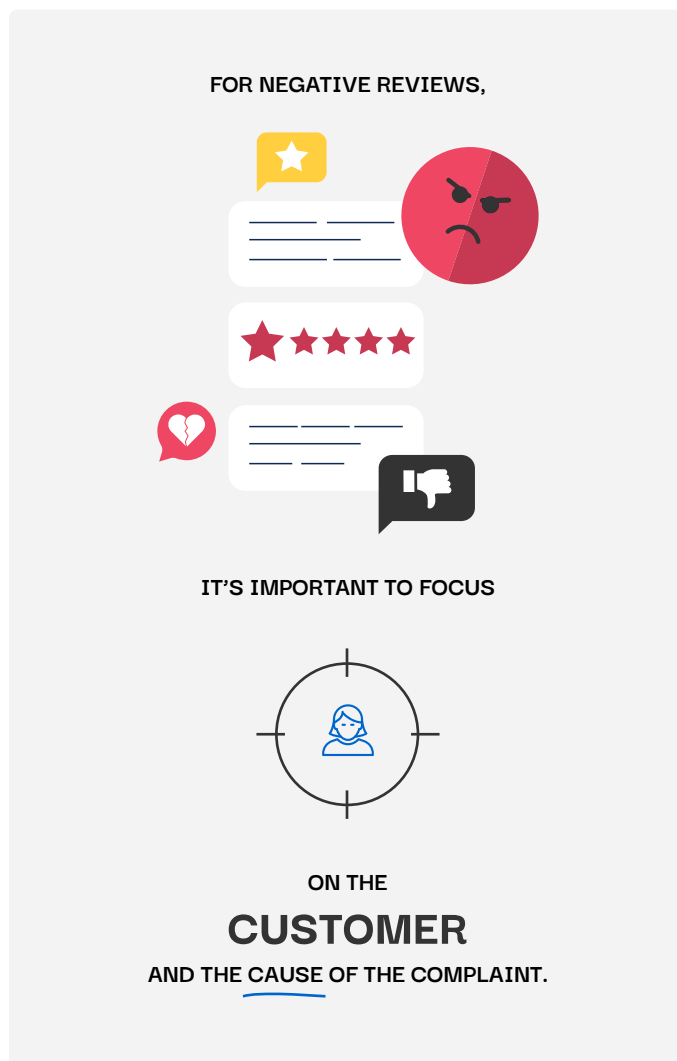 FOR NEGATIVE REVIEWS,
IT’S IMPORTANT TO FOCUS
ON THE
CUSTOMER
AND THE CAUSE OF THE COMPLAINT.